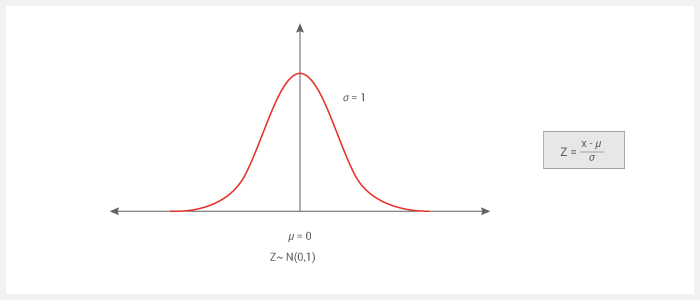 σ = 1
Z = x - μ
σ
μ = 0
Z~ N(0,1)